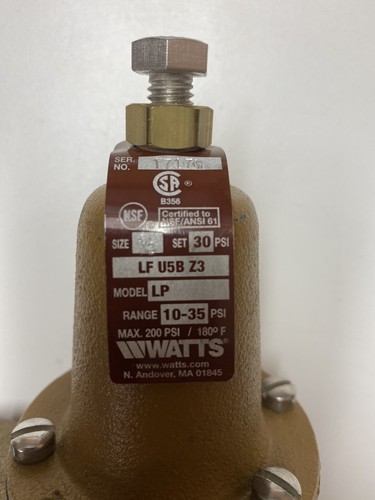 SER. NO.
CSA ®
B356
NSF
Certified to
NSF/ANSI 61
SIZE SET 30 PSI
LF U5B Z3
MODEL LP
RANGE 10-35 PSI
MAX. 200 PSI / 180° F
WATTS®
www.watts.com
N. Andover, MA 01845